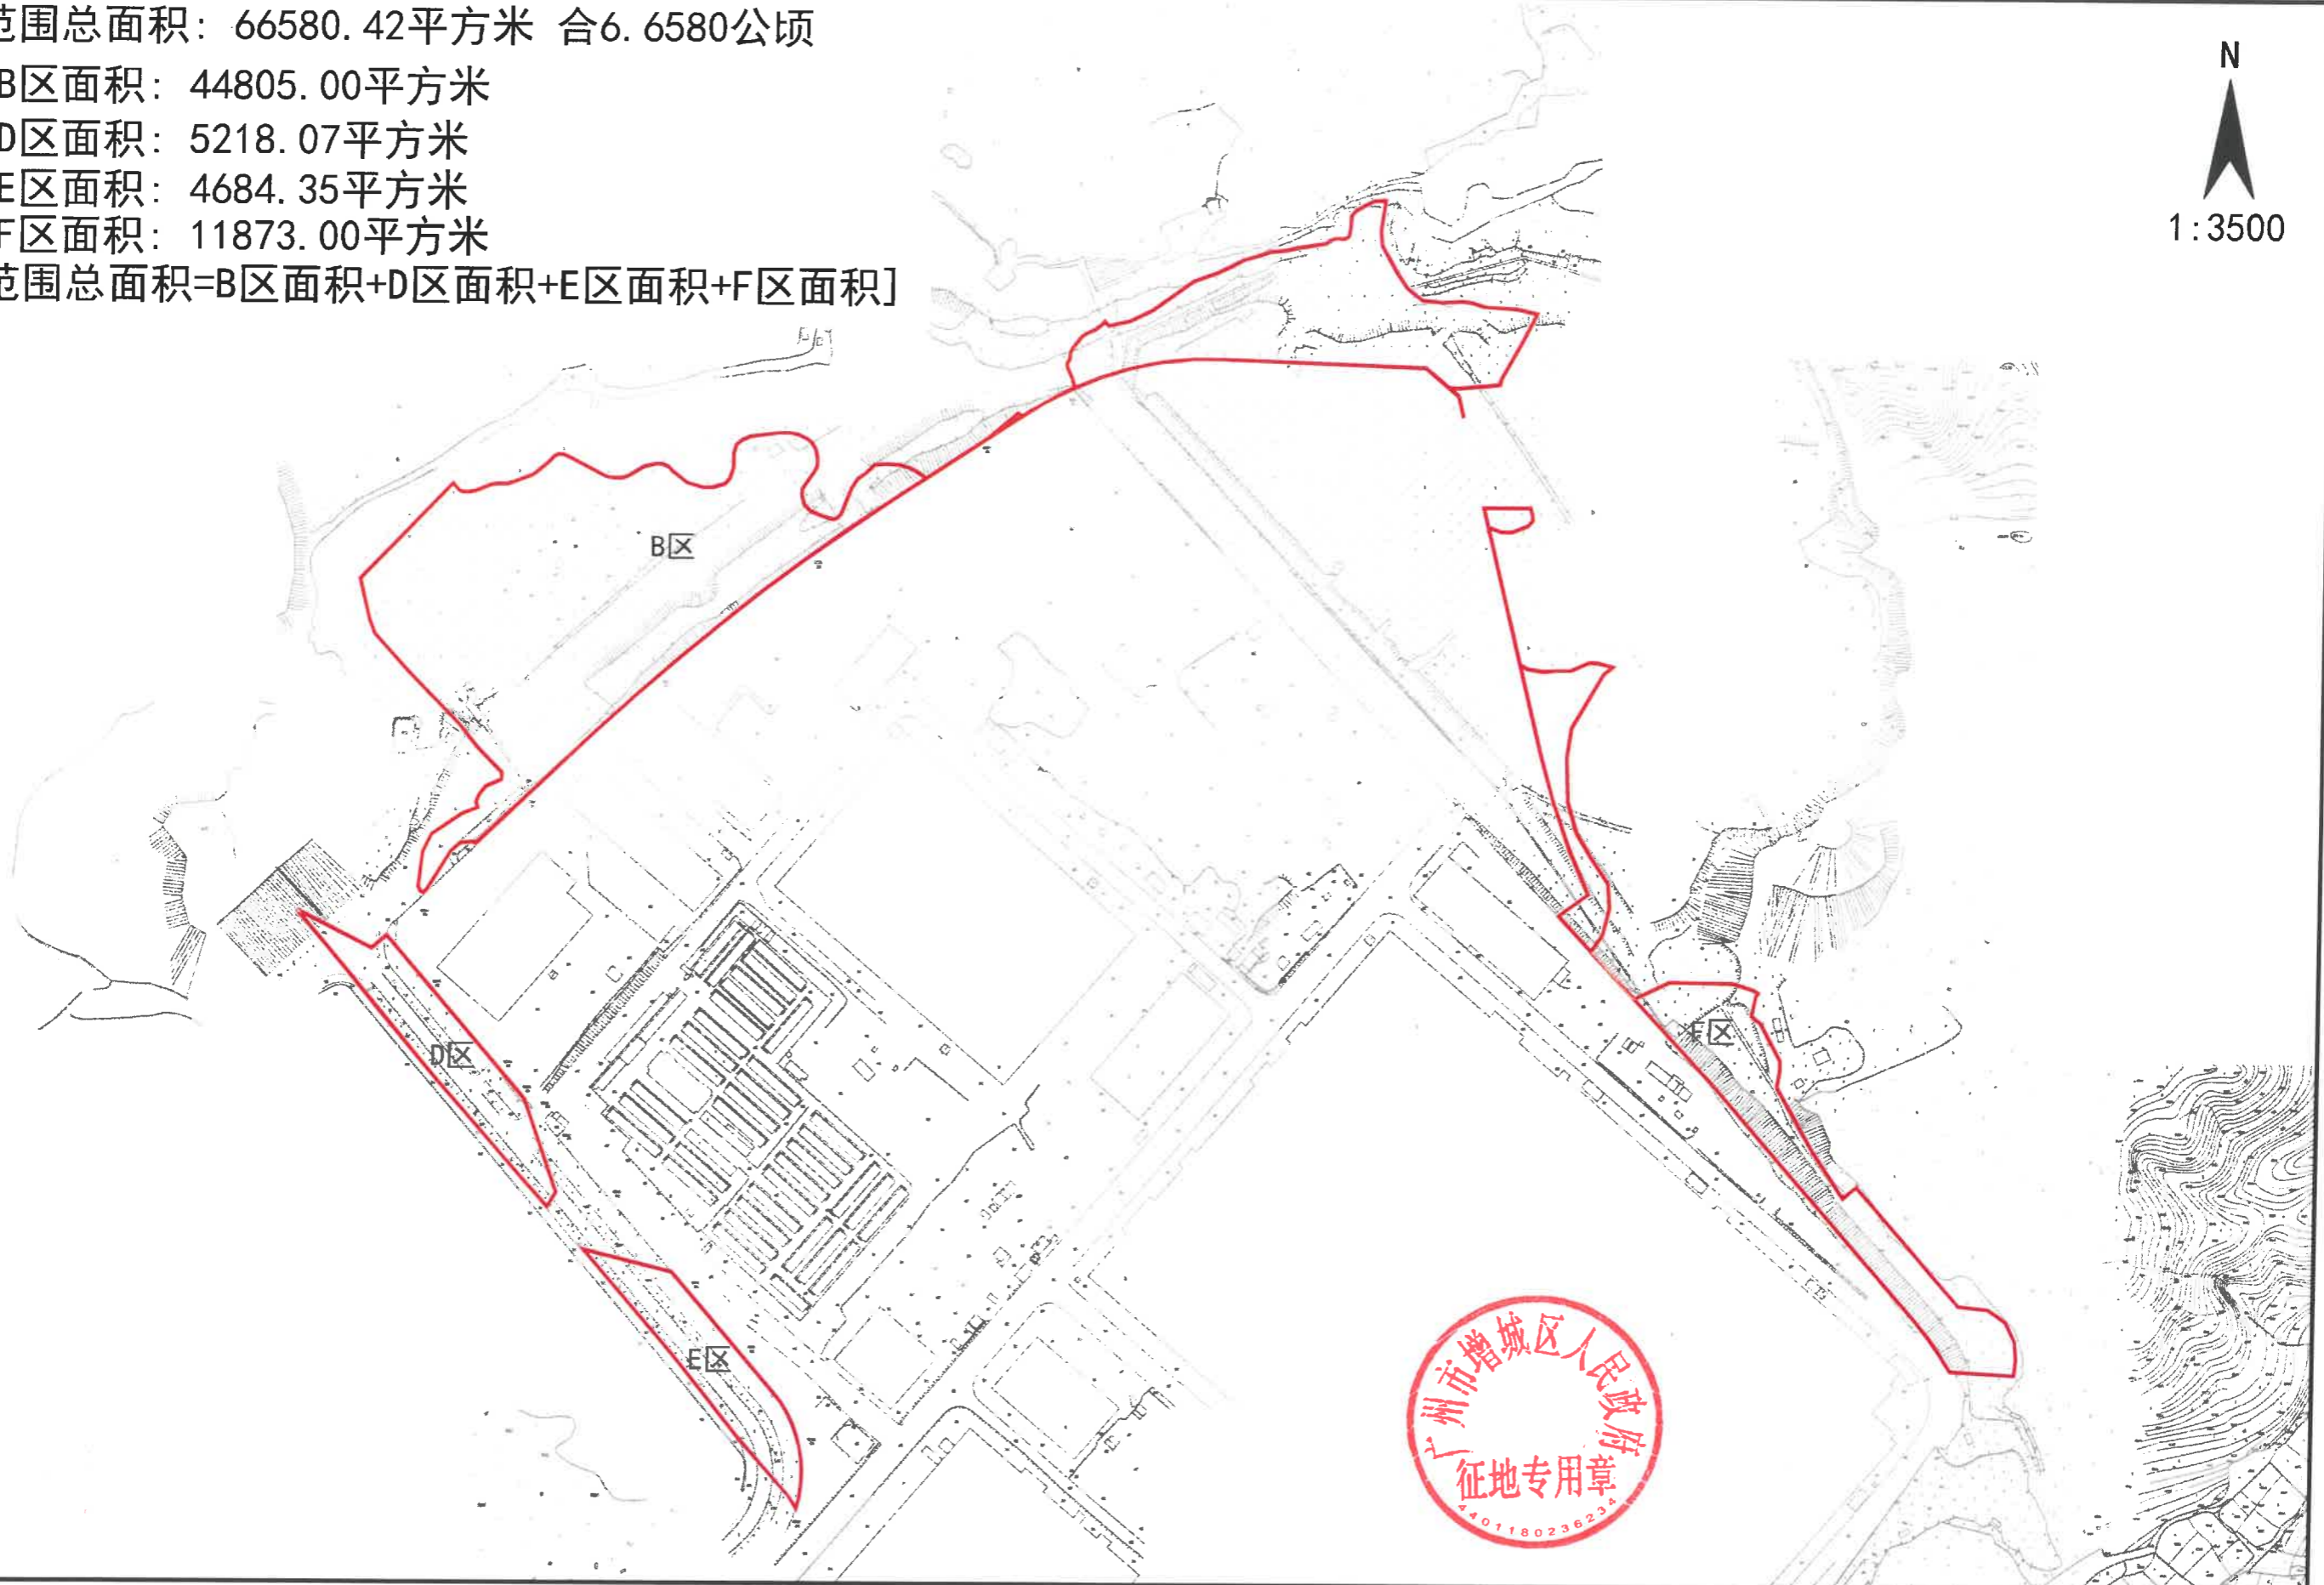 范围总面积: 66580.42平方米 合6.6580公顷
B区面积: 44805.00平方米
D区面积: 5218.07平方米
E区面积: 4684.35平方米
F区面积: 11873.00平方米
范围总面积=B区面积+D区面积+E区面积+F区面积]
N
1:3500
B区
D区
F区
E区
广州市增城区人民政府
征地专用章
4401180236234